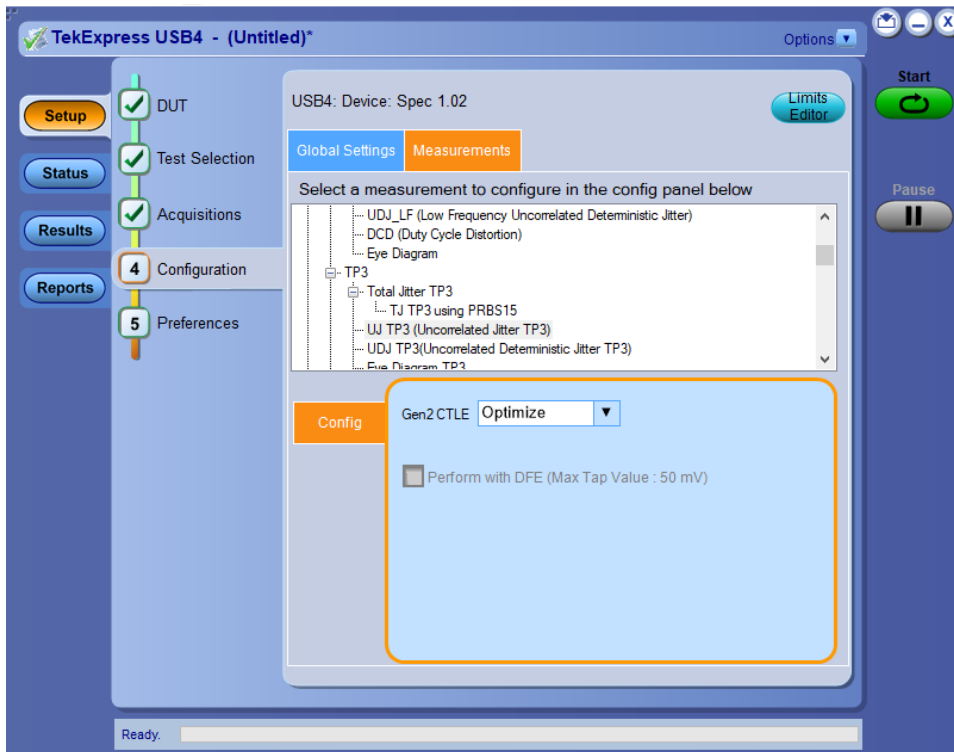 TekExpress USB4 - (Untitled)*
Options
Start
Pause
Setup
Status
Results
Reports
DUT
Test Selection
Acquisitions
4 Configuration
5 Preferences
USB4: Device: Spec 1.02
Limits
Editor
Global Settings Measurements
Select a measurement to configure in the config panel below
UDJ_LF (Low Frequency Uncorrelated Deterministic Jitter)
DCD (Duty Cycle Distortion)
Eye Diagram
TP3
Total Jitter TP3
TJ TP3 using PRBS15
UJ TP3 (Uncorrelated Jitter TP3)
UDJ TP3(Uncorrelated Deterministic Jitter TP3)
Eye Diagram TP3
Config
Gen2 CTLE Optimize
Perform with DFE (Max Tap Value : 50 mV)
Ready.